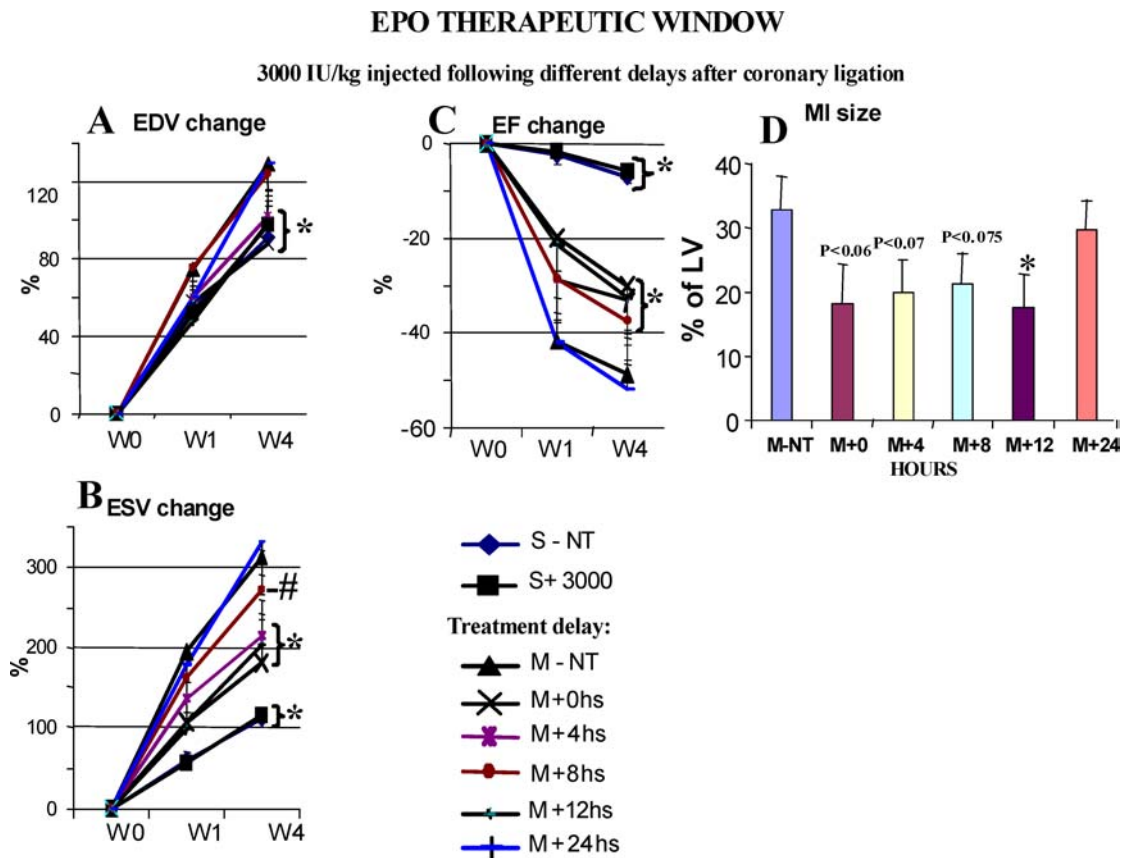 EPO THERAPEUTIC WINDOW
3000 IU/kg injected following different delays after coronary ligation
A EDV change
120
80
40
0
%
W0 W1 W4
*
C EF change
0
-20
-40
-60
%
W0 W1 W4
*
*
D MI size
40
30
20
10
0
% of LV
P<0.06 P<0.07 P<0.075 *
M-NT M+0 M+4 M+8 M+12 M+24
HOURS
B ESV change
300
200
100
0
%
W0 W1 W4
#
*
*
S - NT
S+ 3000
Treatment delay:
M - NT
M+0hs
M+4hs
M+8hs
M+12hs
M+24hs